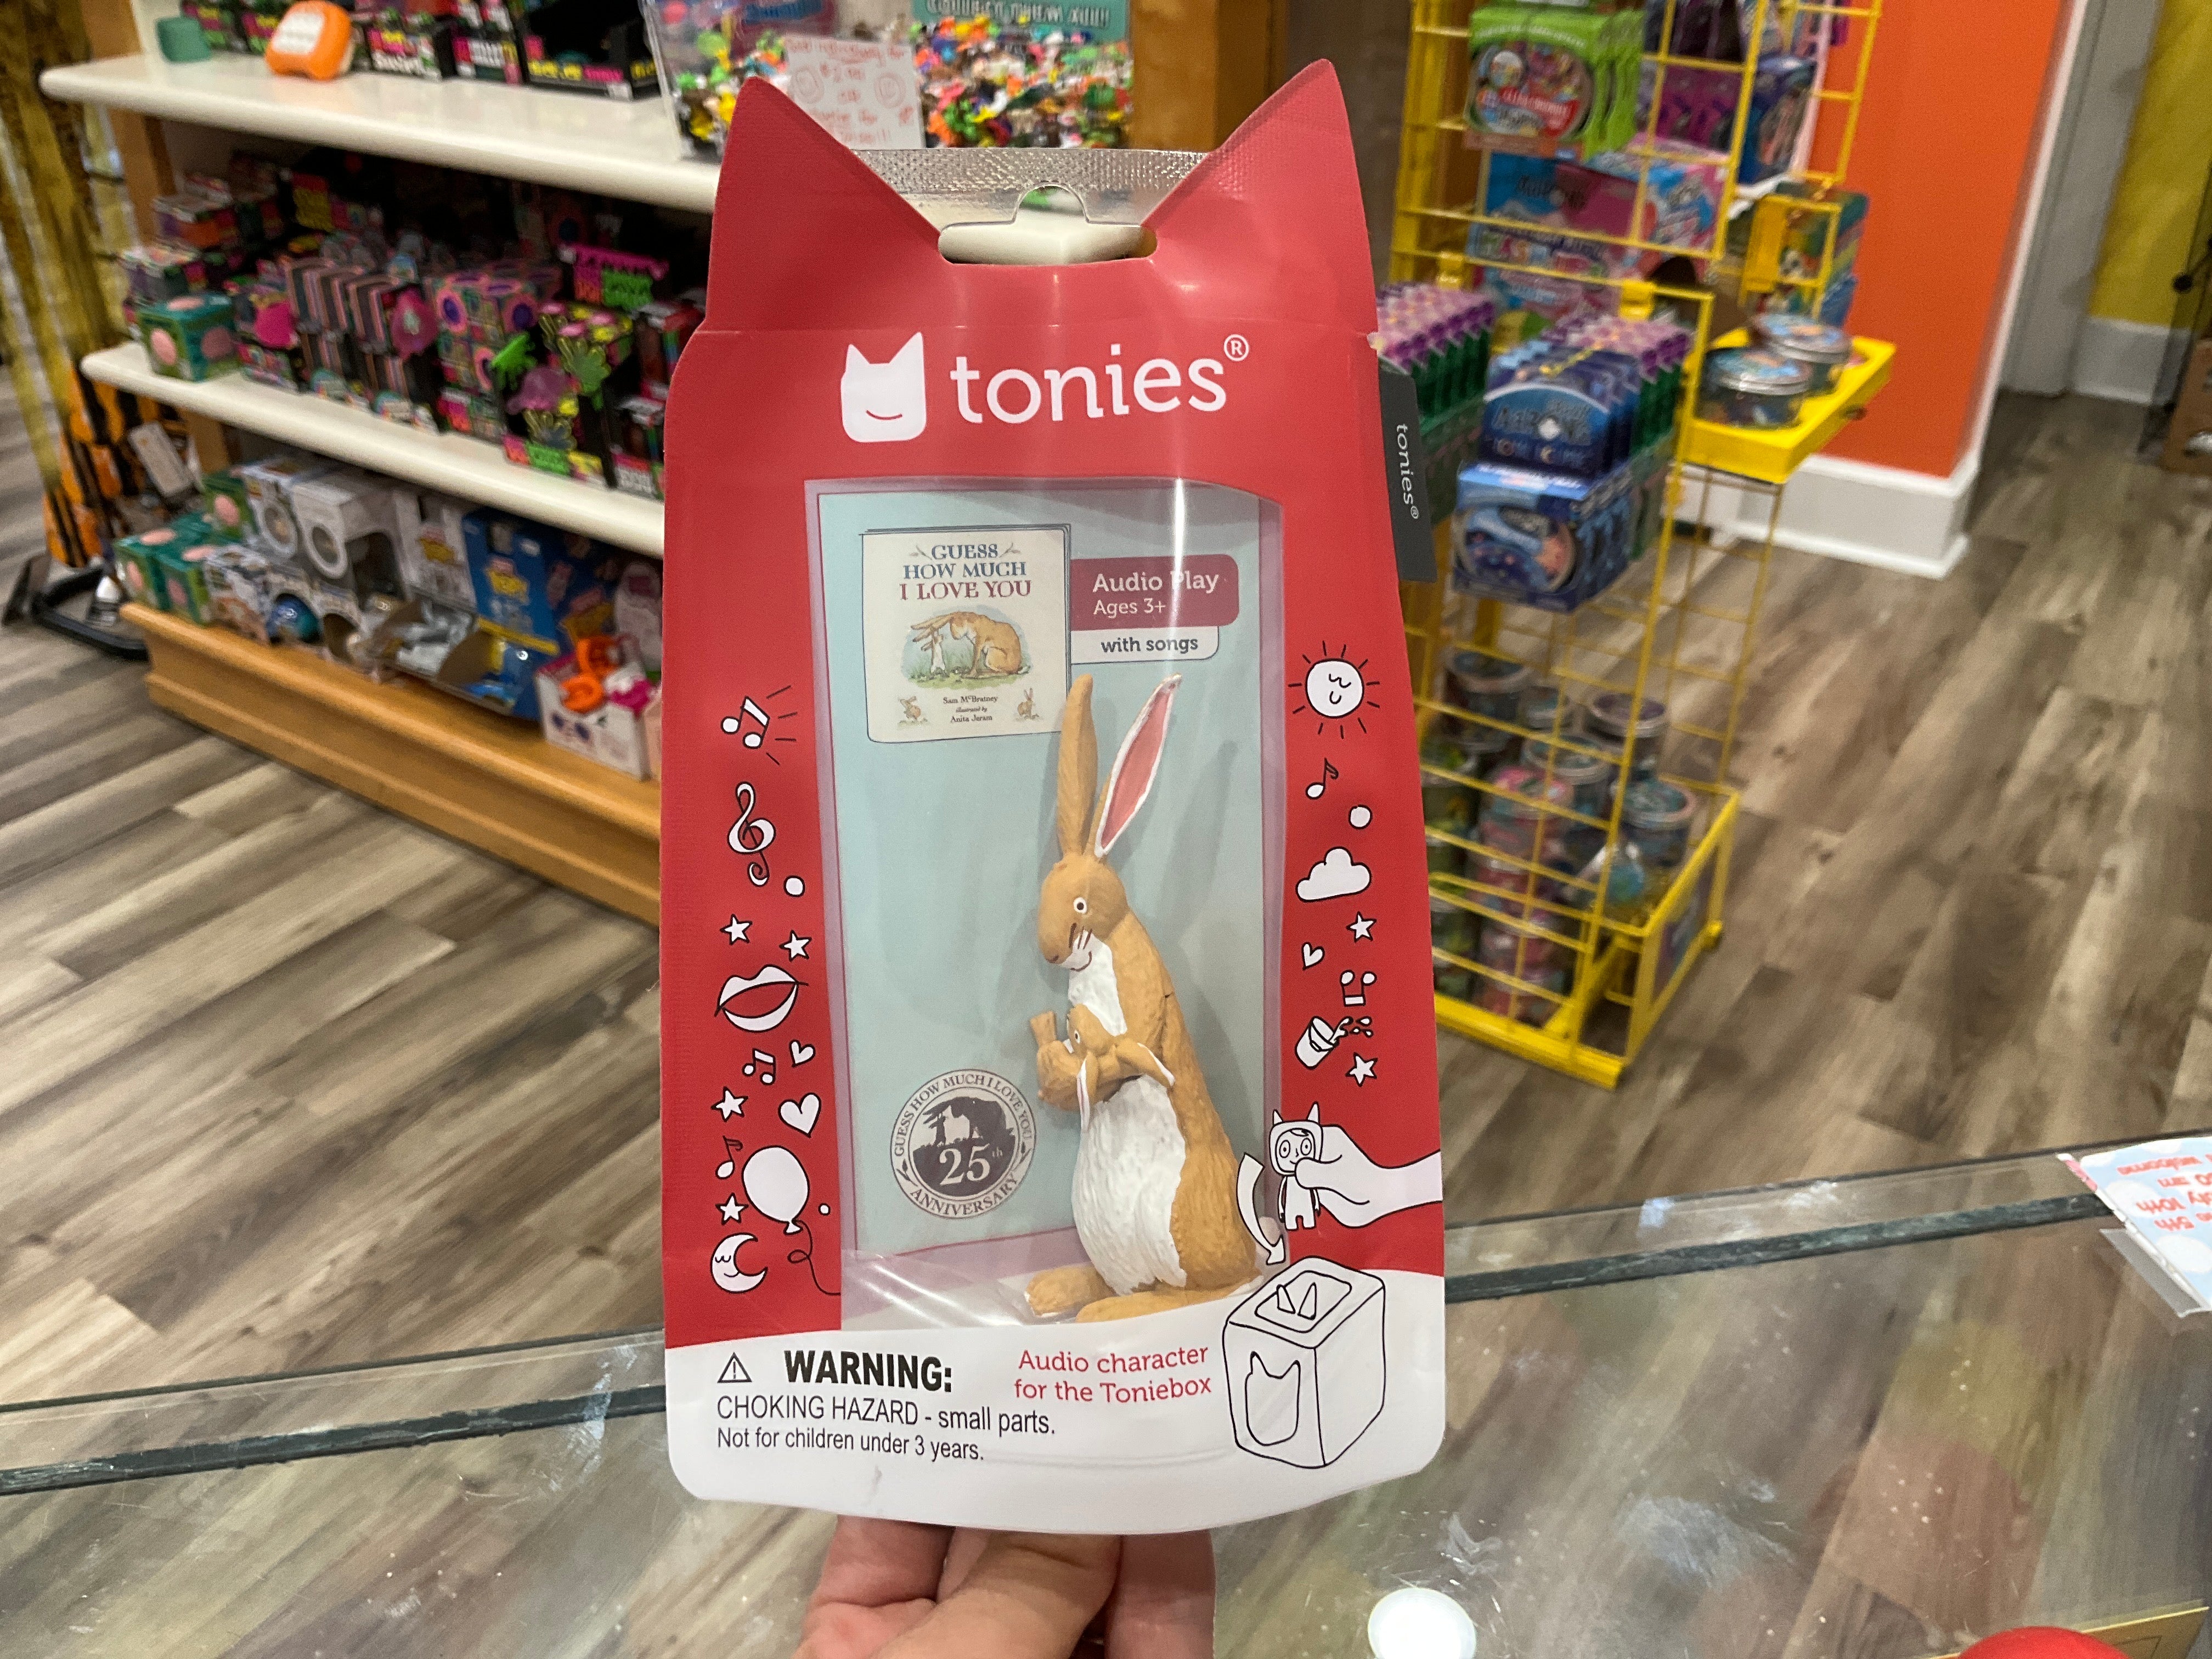 tonies®
tonies®
GUESS
HOW MUCH
I LOVE YOU
Sam McBratney
illustrated by
Anita Jeram
Audio Play
Ages 3+
with songs
GUESS HOW MUCH I LOVE YOU
25th
ANNIVERSARY
WARNING:
CHOKING HAZARD - small parts.
Not for children under 3 years.
Audio character
for the Toniebox